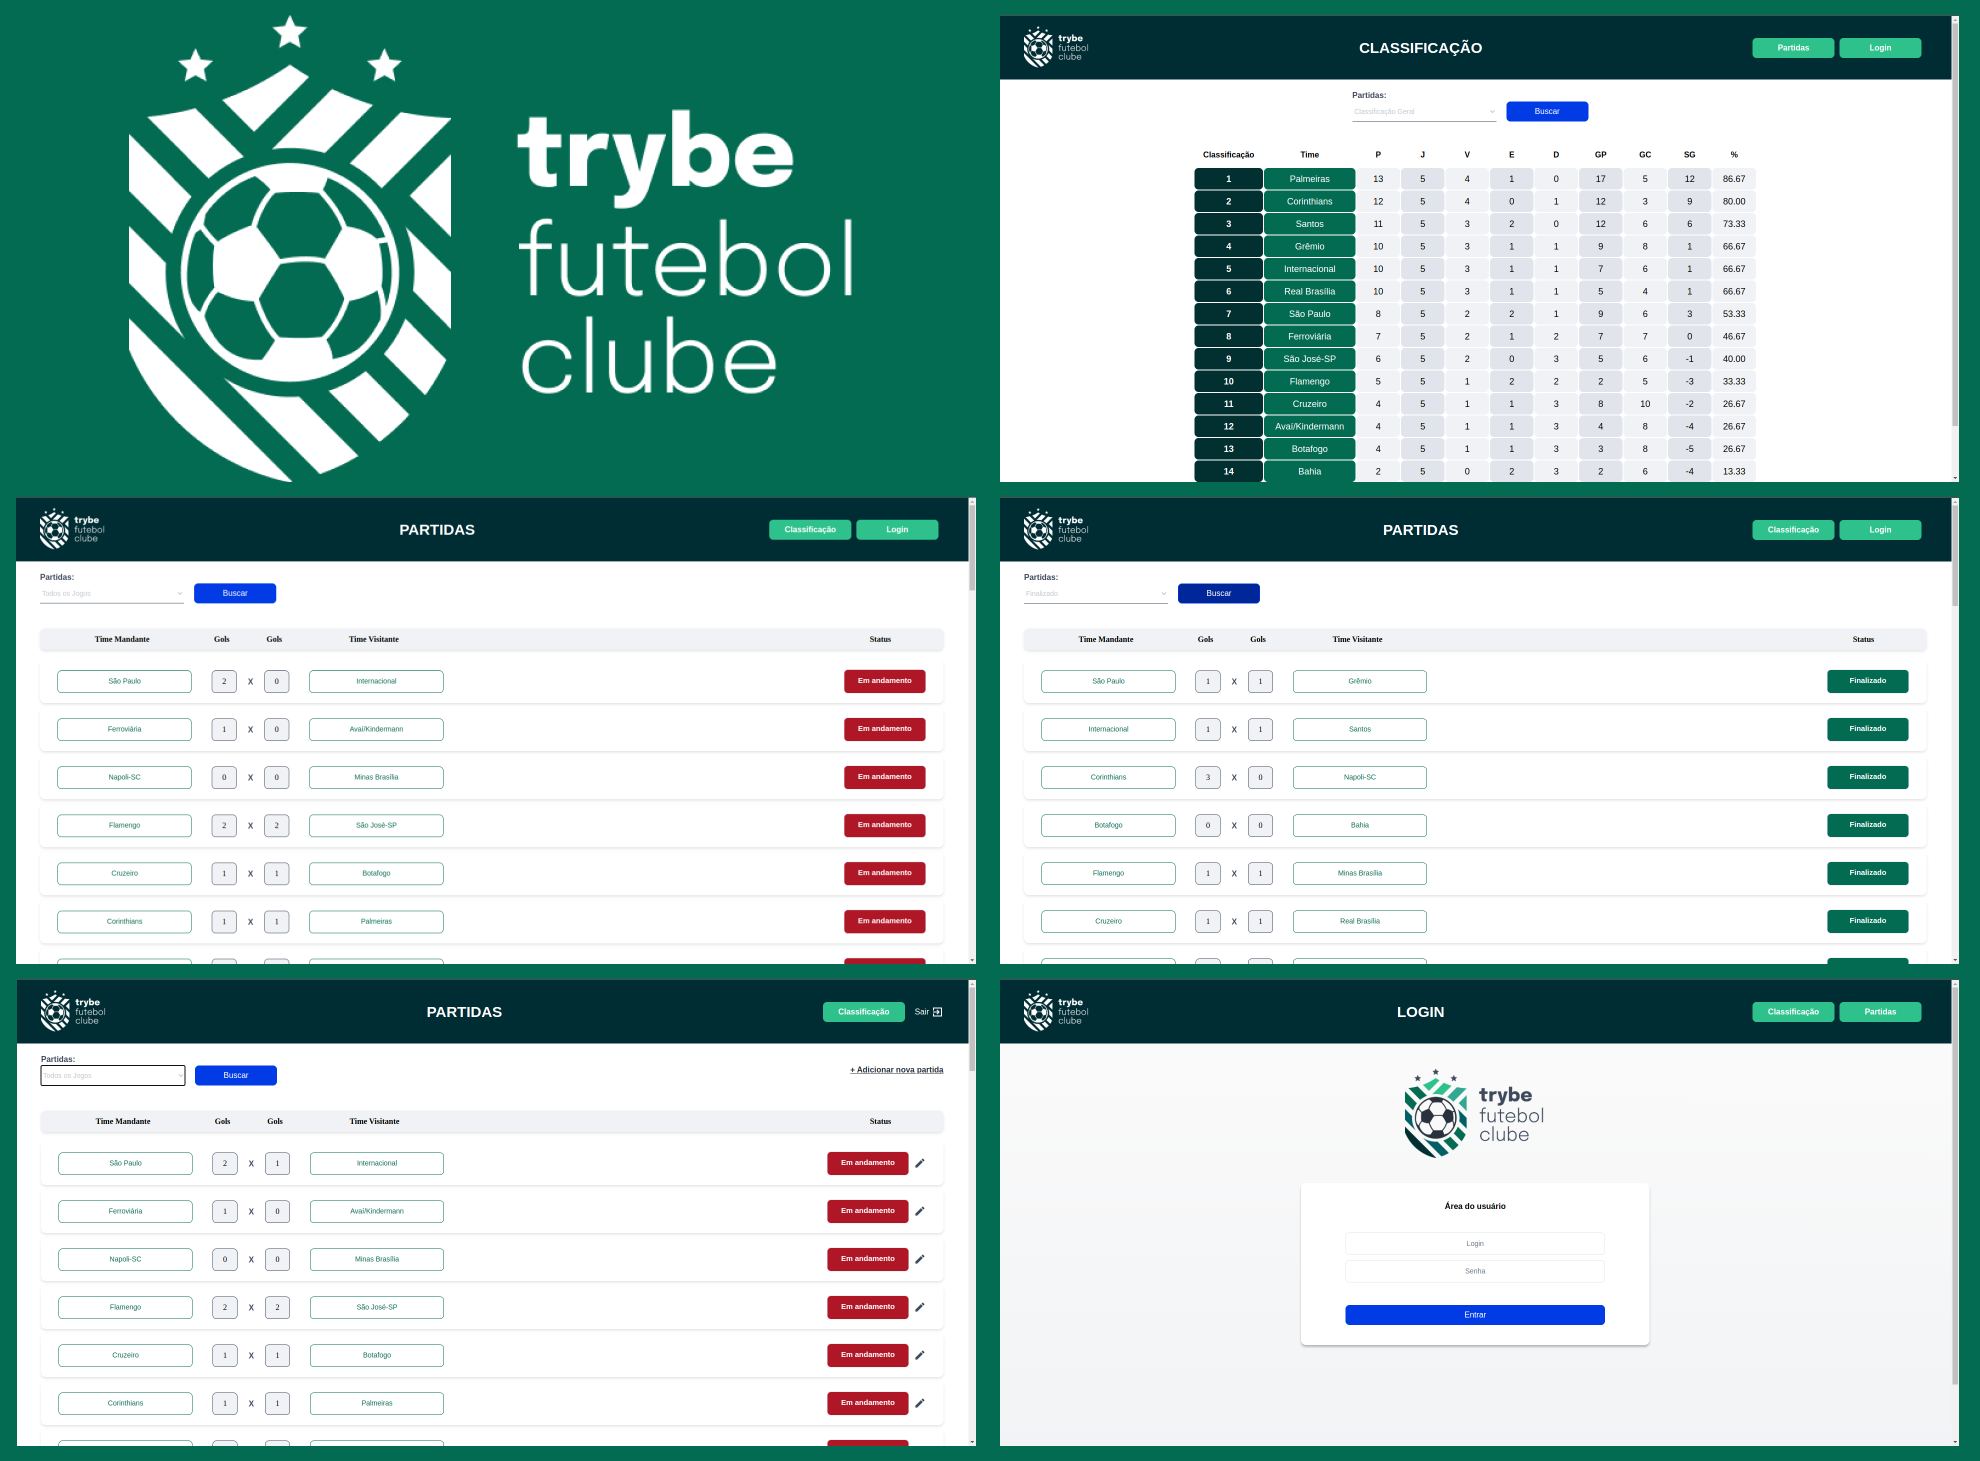 trybe
futebol
clube
trybe
futebol
clube
CLASSIFICAÇÃO
Partidas
Login
Partidas:
Classificação Geral
Buscar
Classificação Time P J V E D GP GC SG %
1 Palmeiras 13 5 4 1 0 17 5 12 86.67
2 Corinthians 12 5 4 0 1 12 3 9 80.00
3 Santos 11 5 3 2 0 12 6 6 73.33
4 Grêmio 10 5 3 1 1 9 8 1 66.67
5 Internacional 10 5 3 1 1 7 6 1 66.67
6 Real Brasília 10 5 3 1 1 5 4 1 66.67
7 São Paulo 8 5 2 2 1 9 6 3 53.33
8 Ferroviária 7 5 2 1 2 7 7 0 46.67
9 São José-SP 6 5 2 0 3 5 6 -1 40.00
10 Flamengo 5 5 1 2 2 2 5 -3 33.33
11 Cruzeiro 4 5 1 1 3 8 10 -2 26.67
12 Avaí/Kindermann 4 5 1 1 3 4 8 -4 26.67
13 Botafogo 4 5 1 1 3 3 8 -5 26.67
14 Bahia 2 5 0 2 3 2 6 -4 13.33
trybe
futebol
clube
PARTIDAS
Classificação
Login
Partidas:
Todos os Jogos
Buscar
Time Mandante Gols Gols Time Visitante Status
São Paulo 2 X 0 Internacional Em andamento
Ferroviária 1 X 0 Avaí/Kindermann Em andamento
Napoli-SC 0 X 0 Minas Brasília Em andamento
Flamengo 2 X 2 São José-SP Em andamento
Cruzeiro 1 X 1 Botafogo Em andamento
Corinthians 1 X 1 Palmeiras Em andamento
trybe
futebol
clube
PARTIDAS
Classificação
Login
Partidas:
Finalizado
Buscar
Time Mandante Gols Gols Time Visitante Status
São Paulo 1 X 1 Grêmio Finalizado
Internacional 1 X 1 Santos Finalizado
Corinthians 3 X 0 Napoli-SC Finalizado
Botafogo 0 X 0 Bahia Finalizado
Flamengo 1 X 1 Minas Brasília Finalizado
Cruzeiro 1 X 1 Real Brasília Finalizado
trybe
futebol
clube
PARTIDAS
Classificação
Sair
Partidas:
Todos os Jogos
Buscar
+ Adicionar nova partida
Time Mandante Gols Gols Time Visitante Status
São Paulo 2 X 1 Internacional Em andamento
Ferroviária 1 X 0 Avaí/Kindermann Em andamento
Napoli-SC 0 X 0 Minas Brasília Em andamento
Flamengo 2 X 2 São José-SP Em andamento
Cruzeiro 1 X 1 Botafogo Em andamento
Corinthians 1 X 1 Palmeiras Em andamento
trybe
futebol
clube
LOGIN
Classificação
Partidas
trybe
futebol
clube
Área do usuário
Login
Senha
Entrar